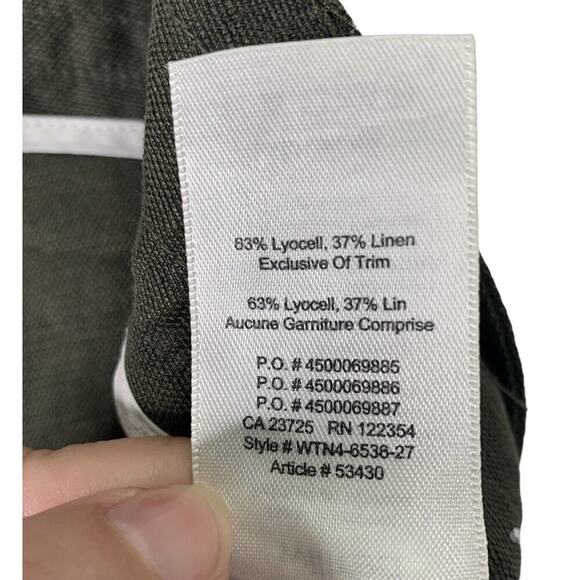 63% Lyocell, 37% Linen
Exclusive Of Trim
63% Lyocell, 37% Lin
Aucune Garniture Comprise
P.O. # 4500069885
P.O. # 4500069886
P.O. # 4500069887
CA 23725 RN 122354
Style # WTN4-6538-27
Article # 53430